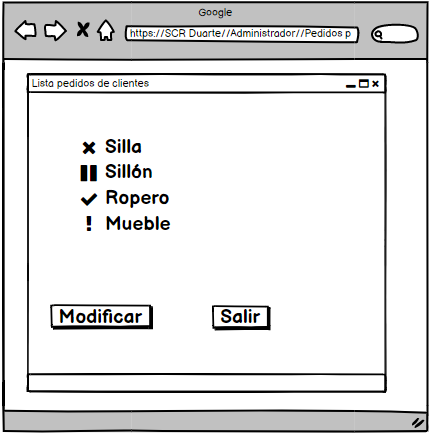 Google
https://SCR Duarte//Administrador//Pedidos p
Lista pedidos de clientes
Silla
Sillón
Ropero
Mueble
Modificar
Salir